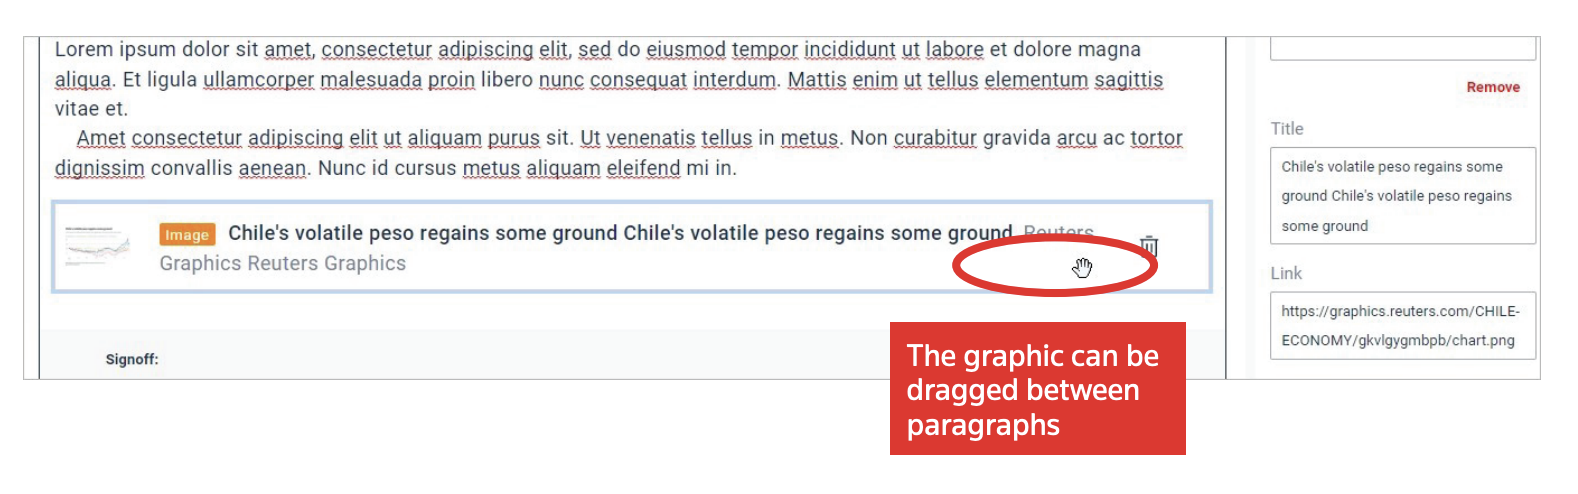 Lorem ipsum dolor sit amet, consectetur adipiscing elit, sed do eiusmod tempor incididunt ut labore et dolore magna
aliqua. Et ligula ullamcorper malesuada proin libero nunc consequat interdum. Mattis enim ut tellus elementum sagittis
vitae et.
Amet consectetur adipiscing elit ut aliquam purus sit. Ut venenatis tellus in metus. Non curabitur gravida arcu ac tortor
dignissim convallis aenean. Nunc id cursus metus aliquam eleifend mi in.
Image Chile's volatile peso regains some ground Chile's volatile peso regains some ground Reuters
Graphics Reuters Graphics
Signoff:
The graphic can be
dragged between
paragraphs
Remove
Title
Chile's volatile peso regains some
ground Chile's volatile peso regains
some ground
Link
https://graphics.reuters.com/CHILE-
ECONOMY/gkvlgygmbpb/chart.png